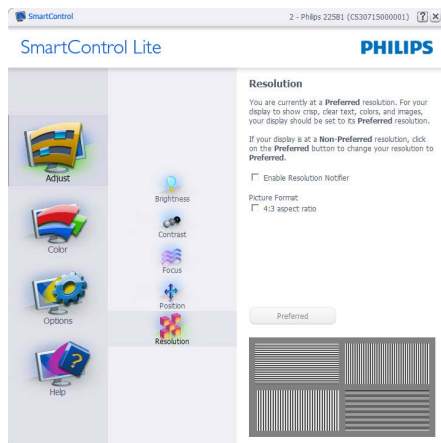 SmartControl
2 - Philips 225B1 (CS30715000001)
SmartControl Lite
PHILIPS
Adjust
Color
Options
Help
Brightness
Contrast
Focus
Position
Resolution
Resolution
You are currently at a Preferred resolution. For your
display to show crisp, clear text, colors, and images,
your display should be set to its Preferred resolution.
If your display is at a Non-Preferred resolution, click
on the Preferred button to change your resolution to
Preferred.
Enable Resolution Notifier
Picture Format
4:3 aspect ratio
Preferred